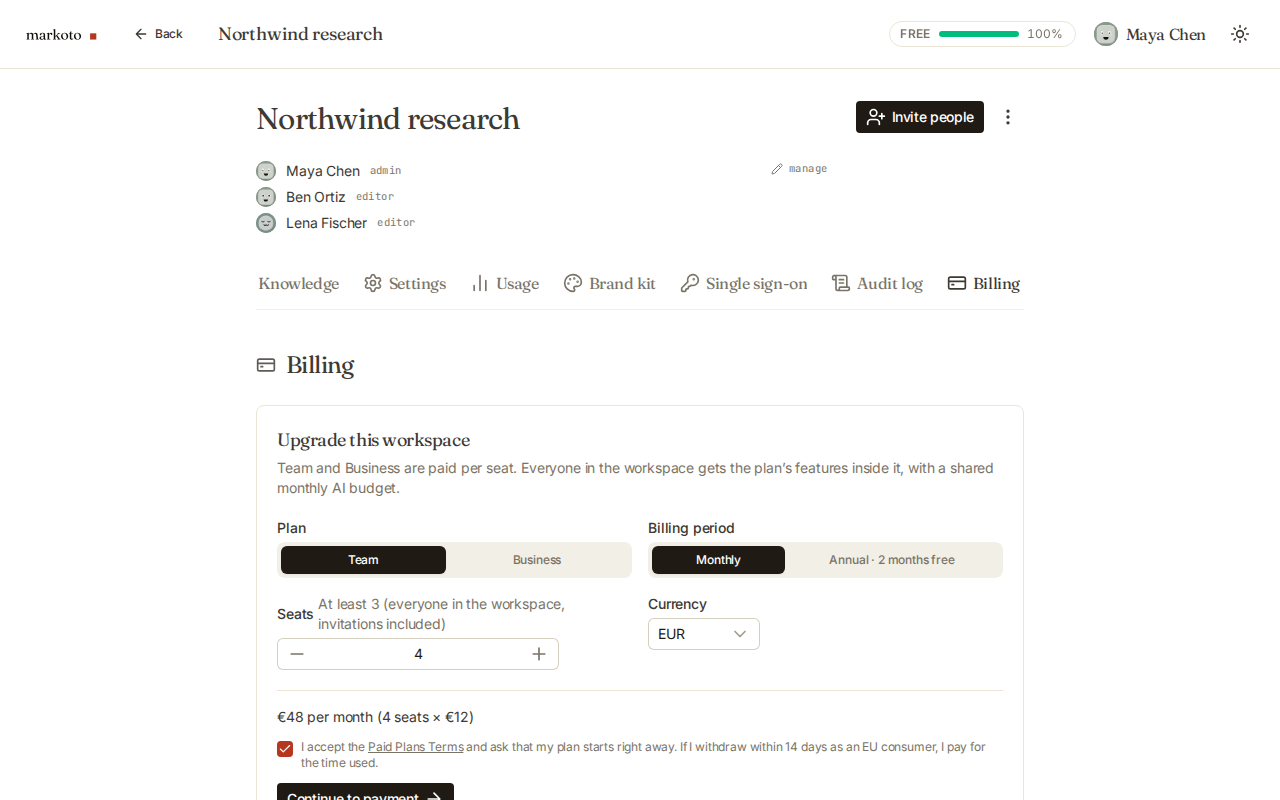 markoto
Back
Northwind research
FREE 100%
Maya Chen
Northwind research
Invite people
Maya Chen admin
manage
Ben Ortiz editor
Lena Fischer editor
Knowledge Settings Usage Brand kit Single sign-on Audit log Billing
Billing
Upgrade this workspace
Team and Business are paid per seat. Everyone in the workspace gets the plan's features inside it, with a shared
monthly AI budget.
Plan
Team Business
Billing period
Monthly Annual · 2 months free
Seats At least 3 (everyone in the workspace,
invitations included)
4
Currency
EUR
€48 per month (4 seats × €12)
I accept the Paid Plans Terms and ask that my plan starts right away. If I withdraw within 14 days as an EU consumer, I pay for
the time used.
Continue to payment